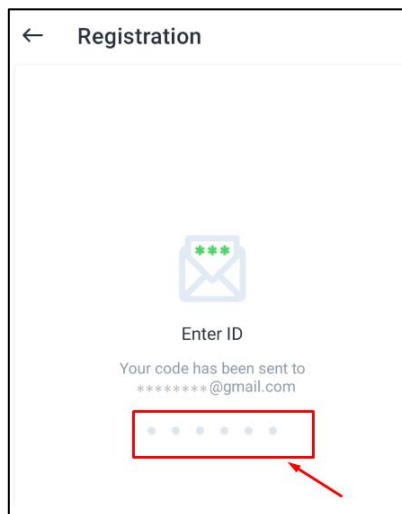 ← Registration
***
Enter ID
Your code has been sent to
********@gmail.com